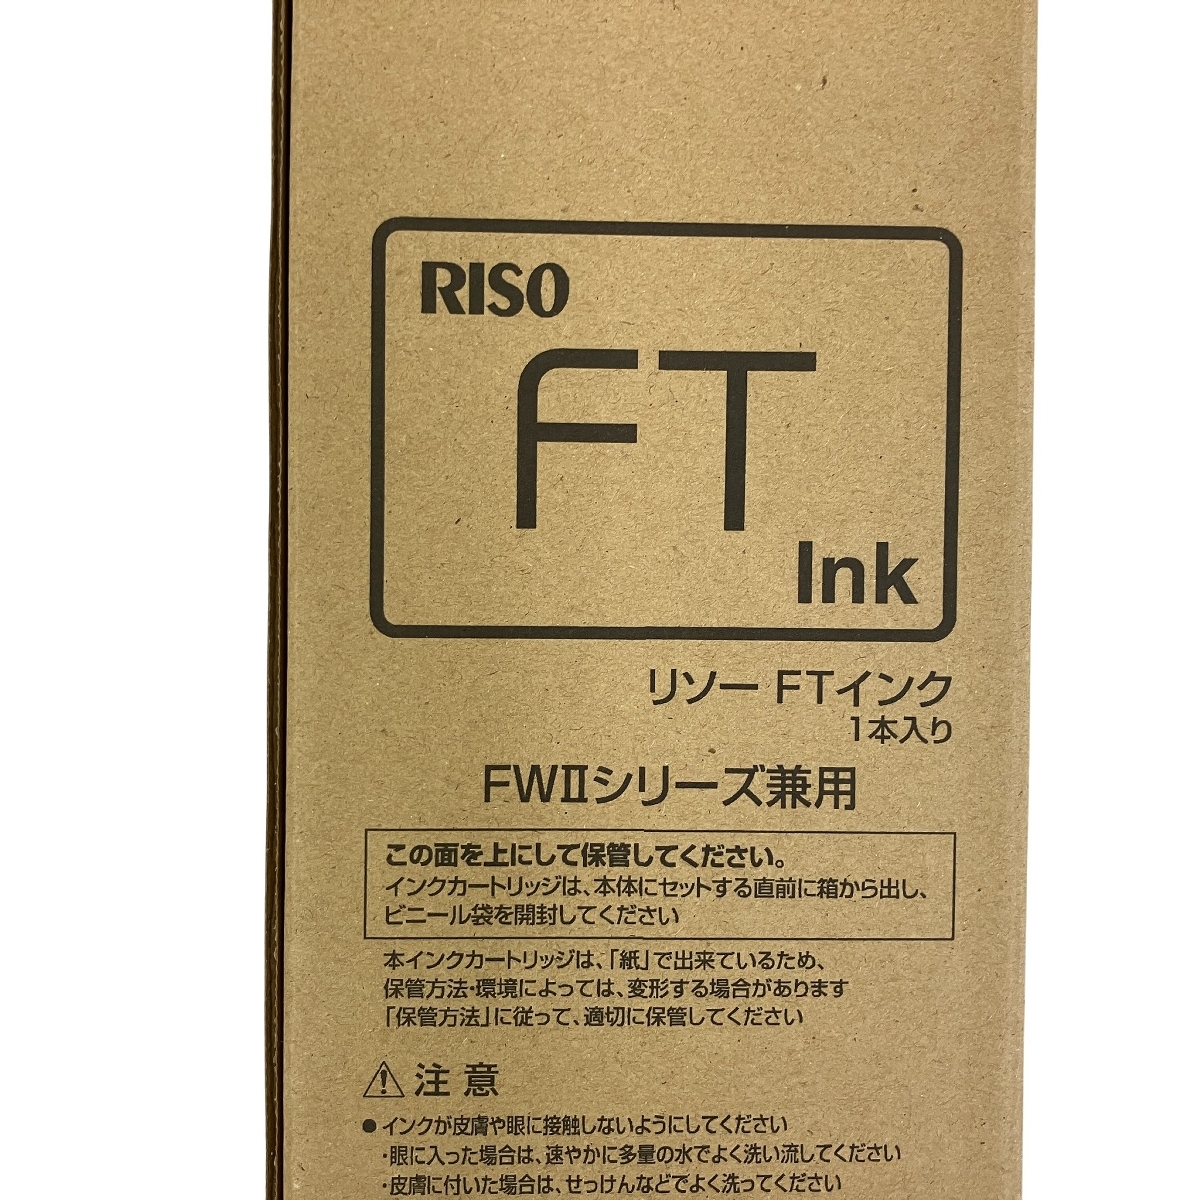 RISO
FT
Ink
リソー FTインク
1本入り
FWⅡシリーズ兼用
この面を上にして保管してください。
インクカートリッジは、本体にセットする直前に箱から出し、
ビニール袋を開封してください
本インクカートリッジは、「紙」で出来ているため、
保管方法・環境によっては、変形する場合があります
「保管方法」に従って、適切に保管してください
注意
●インクが皮膚や眼に接触しないようにしてください
・眼に入った場合は、速やかに多量の水でよく洗い流してください
・皮膚に付いた場合は、せっけんなどでよく洗ってください